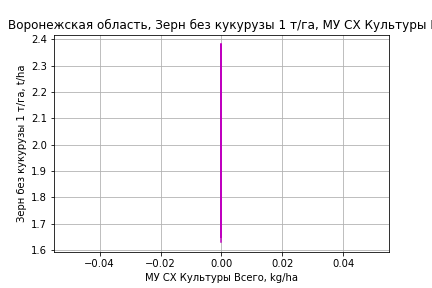 Воронежская область, Зерн без кукурузы 1 т/га, МУ СХ Культуры
2.4
2.3
2.2
2.1
2.0
1.9
1.8
1.7
1.6
Зерн без кукурузы 1 т/га, t/ha
−0.04 −0.02 0.00 0.02 0.04
МУ СХ Культуры Всего, kg/ha